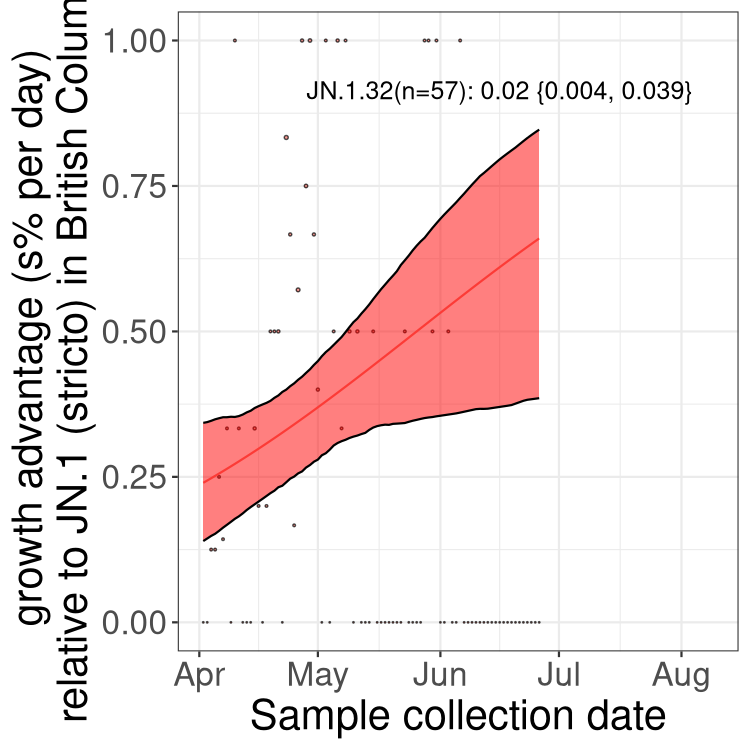 growth advantage (s% per day)
relative to JN.1 (stricto) in British Colum
1.00
0.75
0.50
0.25
0.00
JN.1.32(n=57): 0.02 {0.004, 0.039}
Apr May Jun Jul Aug
Sample collection date